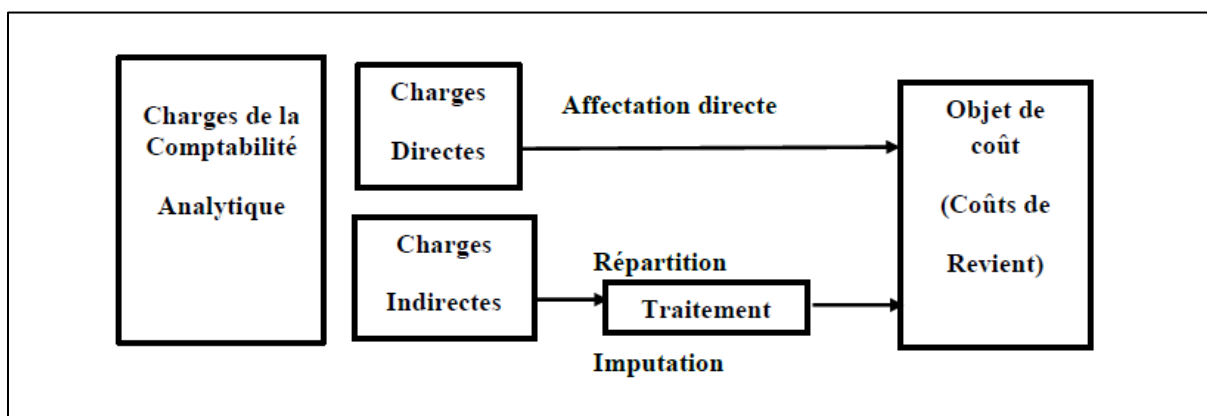 Charges de la
Comptabilité
Analytique
Charges
Directes
Affectation directe
Charges
Indirectes
Répartition
Traitement
Imputation
Objet de
coût
(Coûts de
Revient)